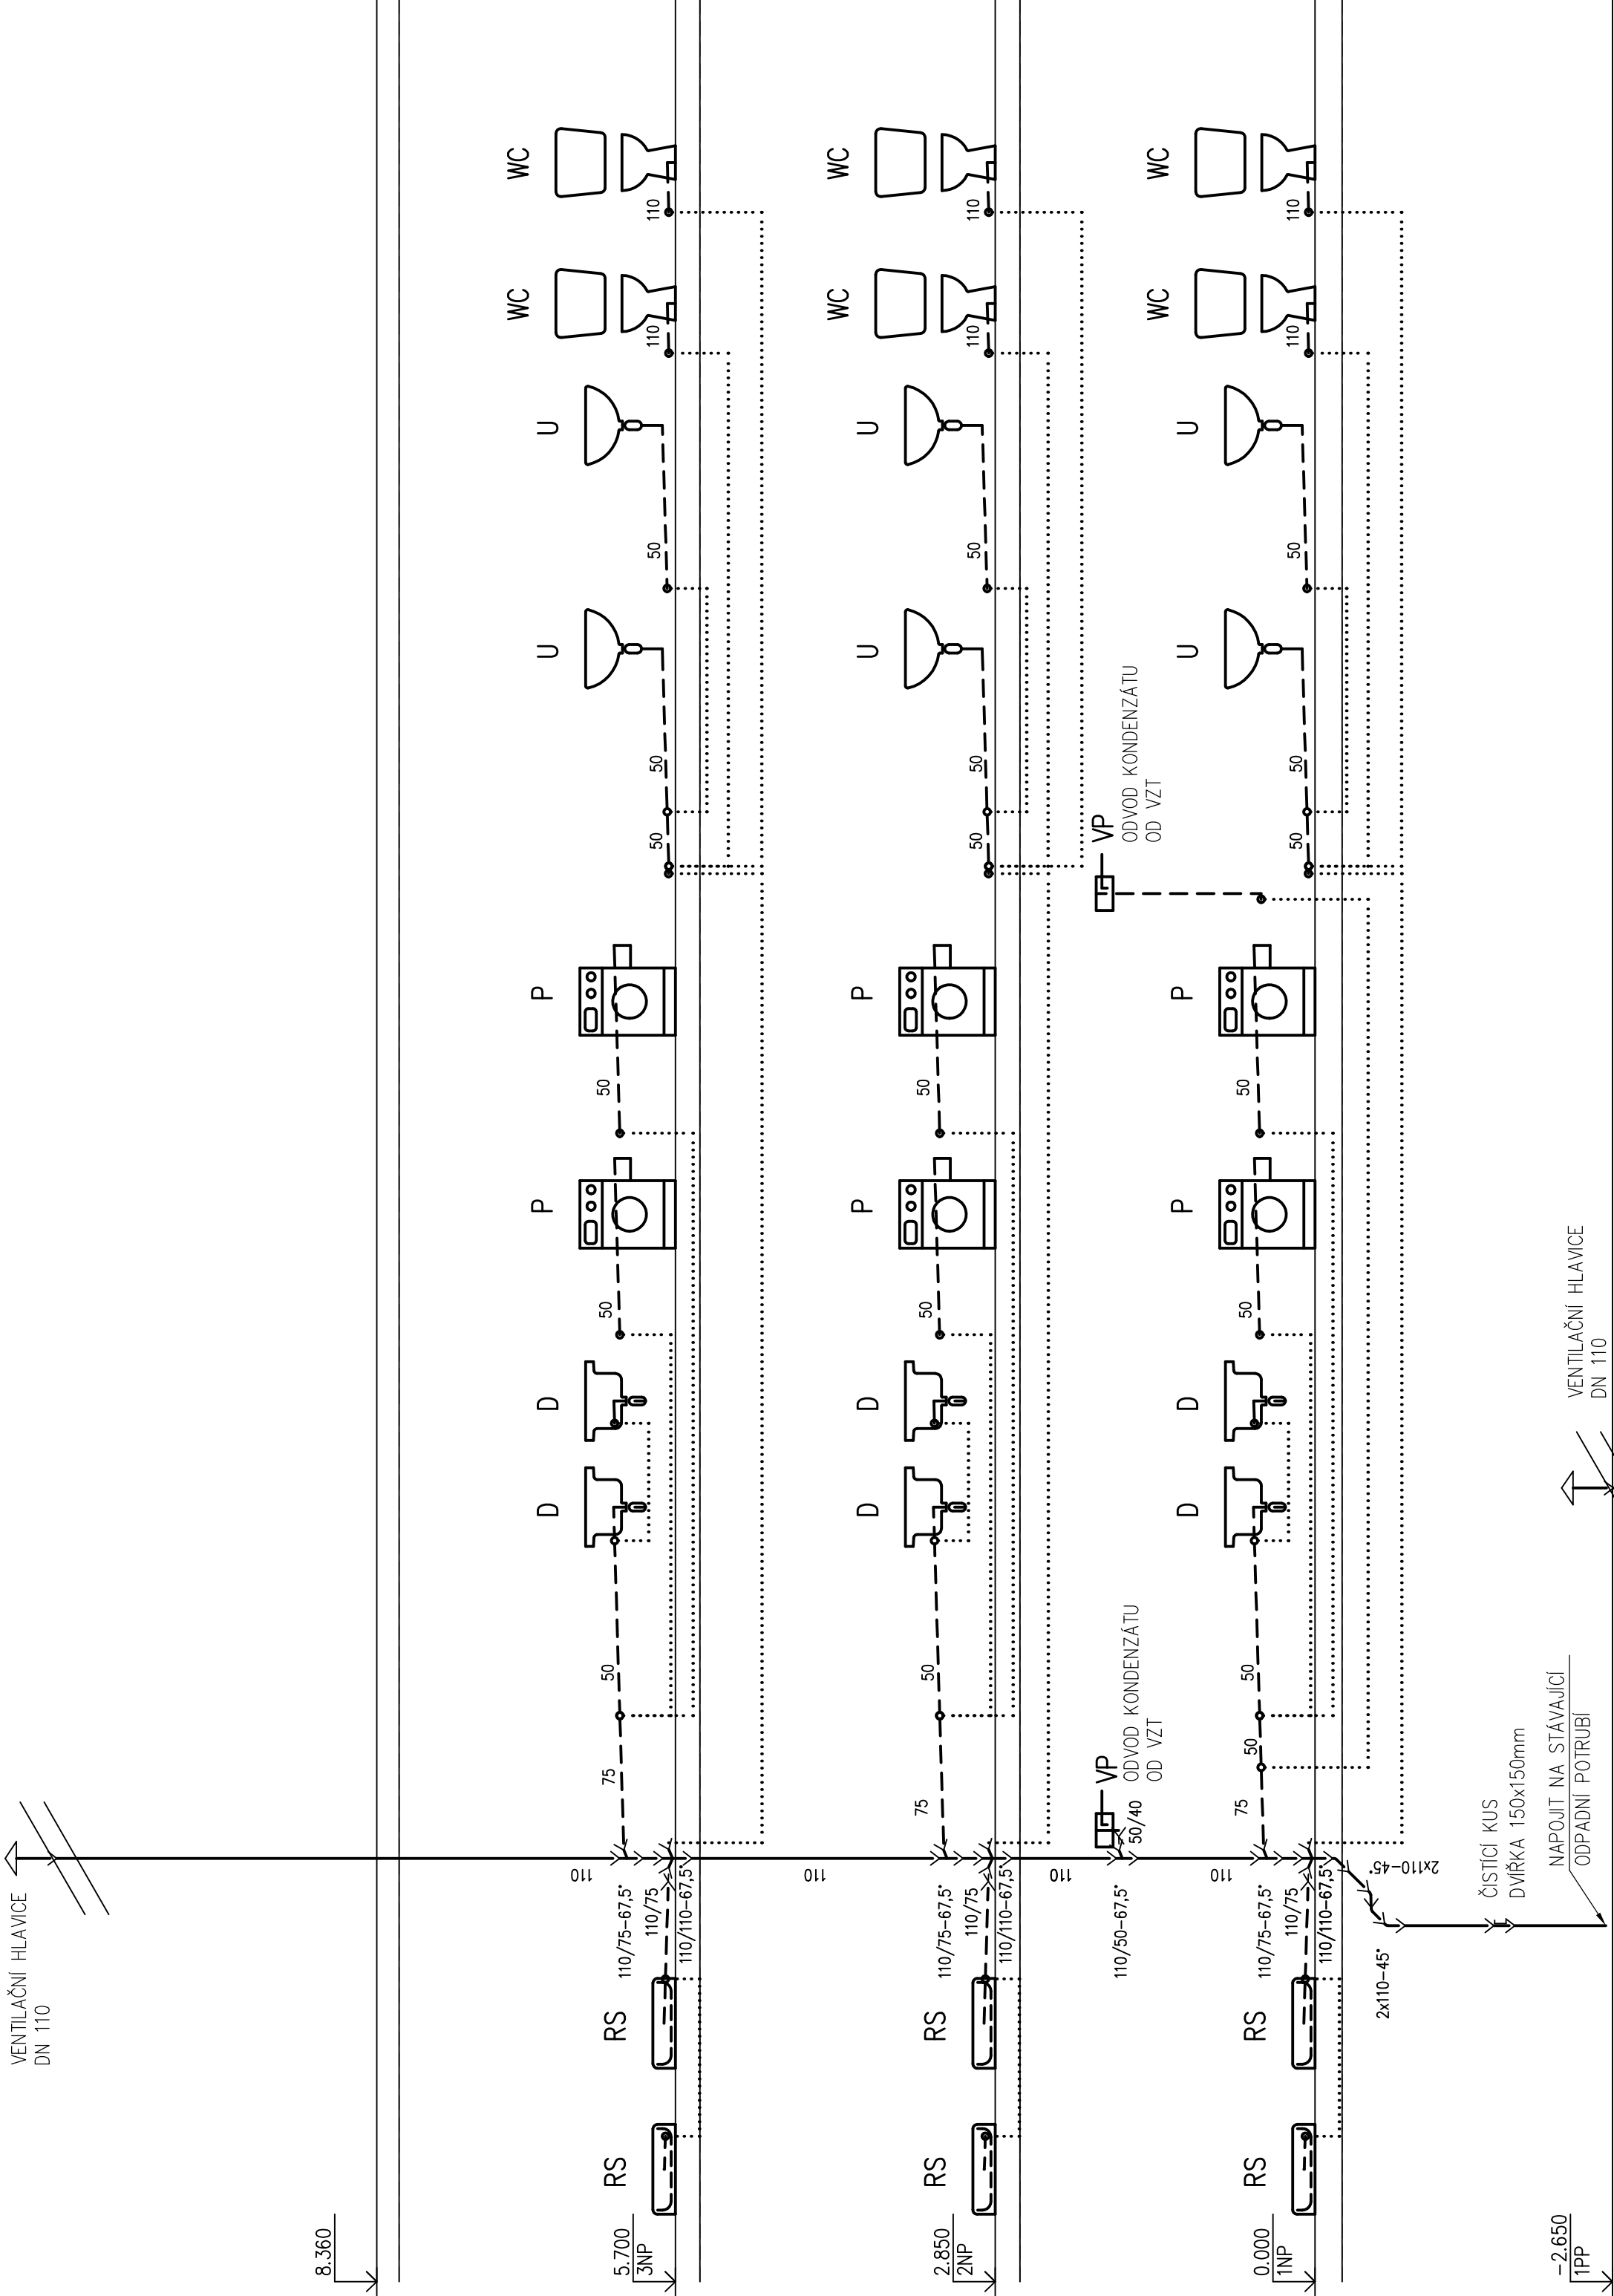 VENTILAČNÍ HLAVICE
DN 110
8.360
WC
WC
U
U
P
P
D
D
RS
RS
110
110
50
50
50
50
50
50
75
110
110/75-67,5°
110/75
110/110-67,5°
5.700
3NP
WC
WC
U
U
P
P
D
D
RS
RS
110
110
50
50
50
50
50
50
75
110
110/75-67,5°
110/75
110/110-67,5°
2.850
2NP
VP
ODVOD KONDENZÁTU
OD VZT
VP
ODVOD KONDENZÁTU
OD VZT
50/40
110
110/50-67,5°
WC
WC
U
U
P
P
D
D
RS
RS
110
110
50
50
50
50
50
50
50
75
110
110/75-67,5°
110/75
110/110-67,5°
0.000
1NP
2x110-45°
2x110-45°
ČISTÍCÍ KUS
DVÍŘKA 150x150mm
NAPOJIT NA STÁVAJÍCÍ
ODPADNÍ POTRUBÍ
VENTILAČNÍ HLAVICE
DN 110
-2.650
1PP